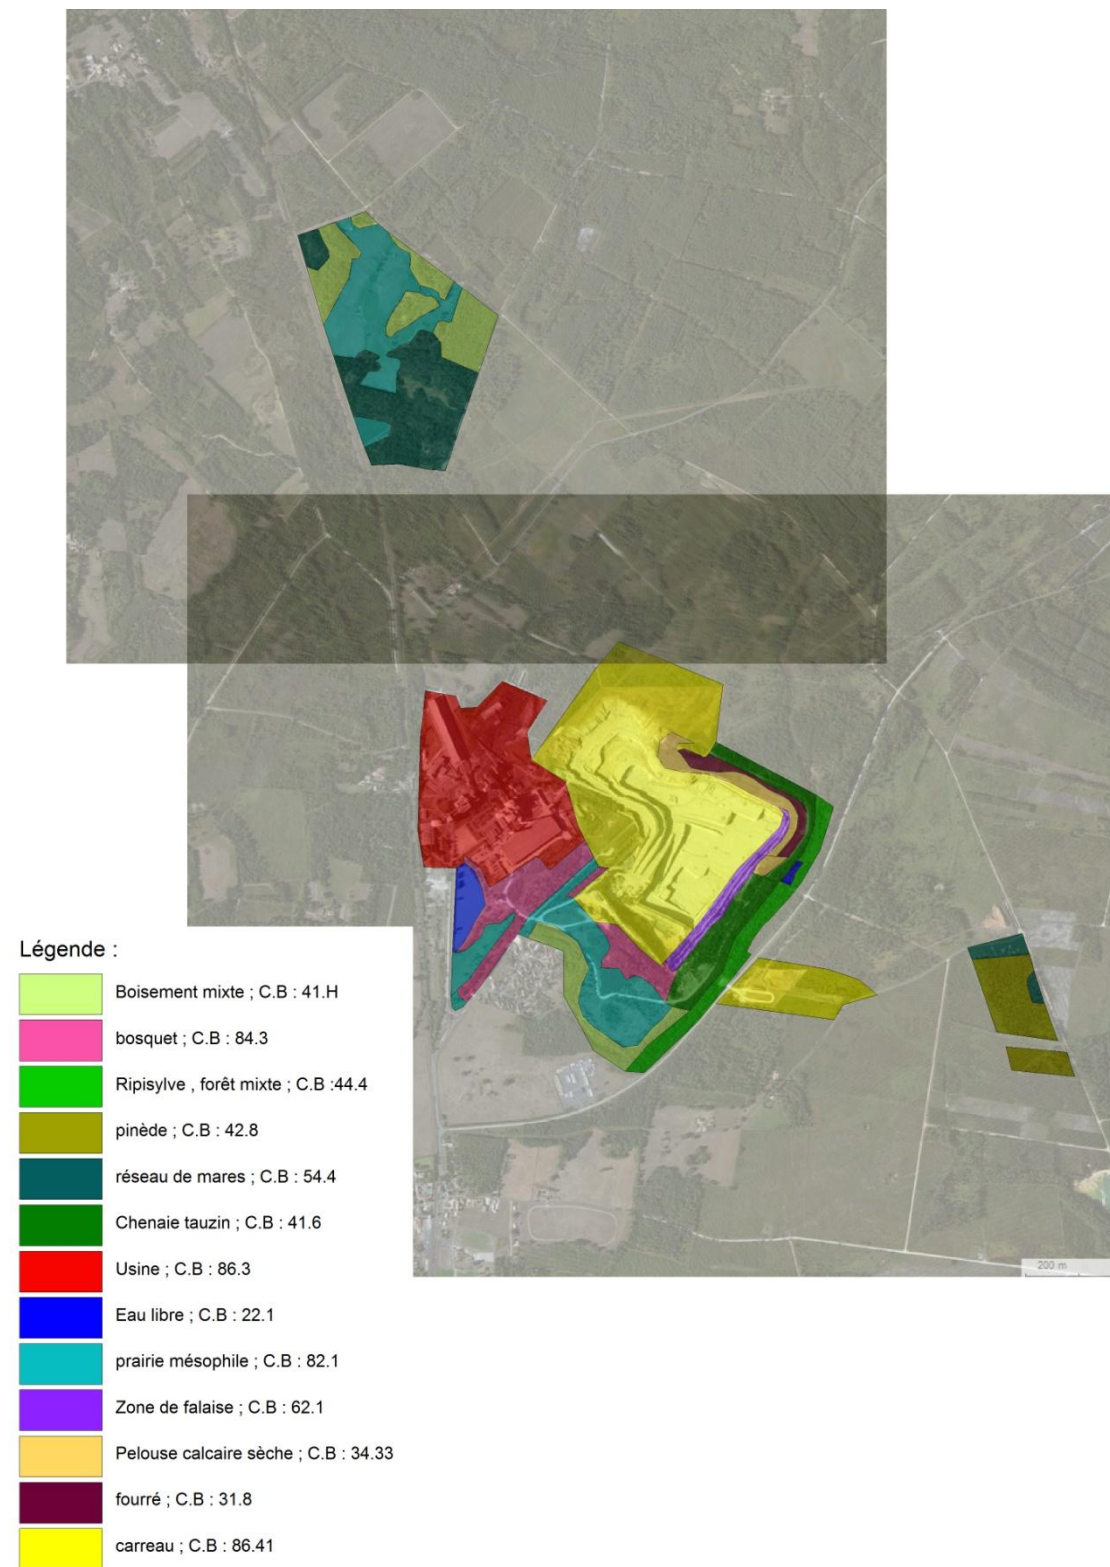 200 m
Légende :
Boisement mixte ; C.B : 41.H
bosquet ; C.B : 84.3
Ripisylve , forêt mixte ; C.B :44.4
pinède ; C.B : 42.8
réseau de mares ; C.B : 54.4
Chenaie tauzin ; C.B : 41.6
Usine ; C.B : 86.3
Eau libre ; C.B : 22.1
prairie mésophile ; C.B : 82.1
Zone de falaise ; C.B : 62.1
Pelouse calcaire sèche ; C.B : 34.33
fourré ; C.B : 31.8
carreau ; C.B : 86.41